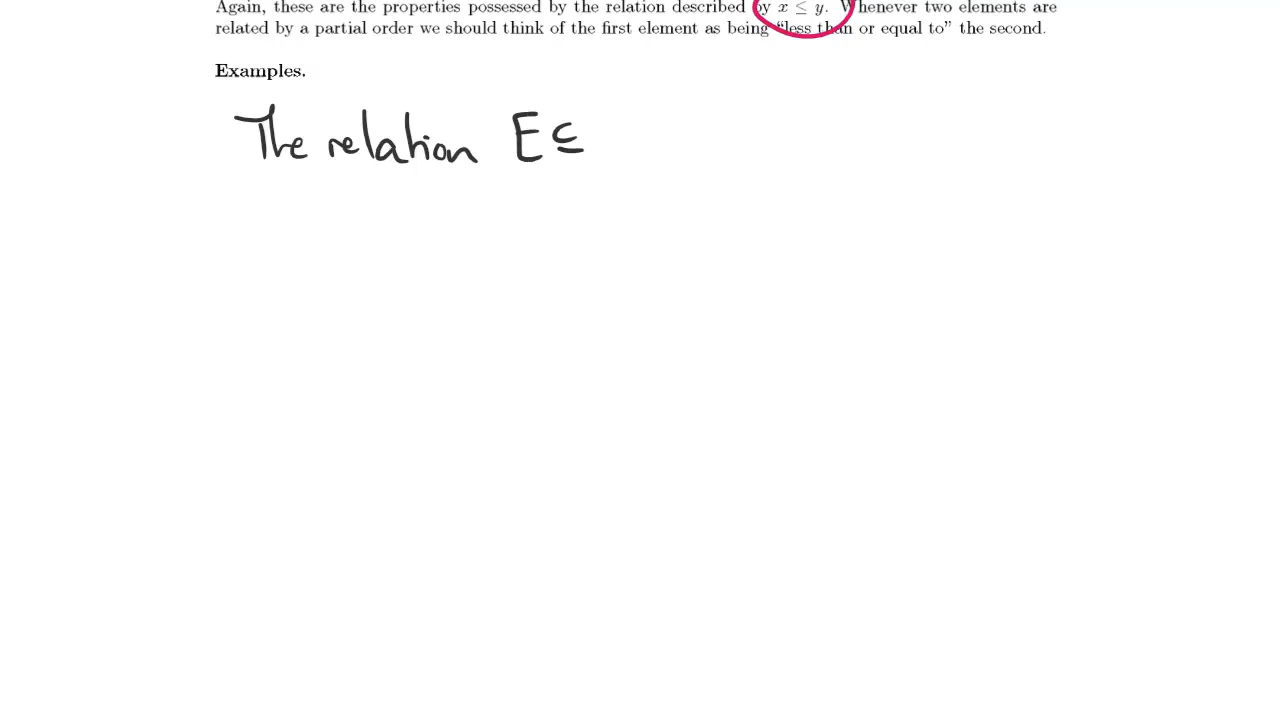 Again, these are the properties possessed by the relation described by x ≤ y. Whenever two elements are
related by a partial order we should think of the first element as being “less than or equal to” the second.
Examples.
The relation E ⊆